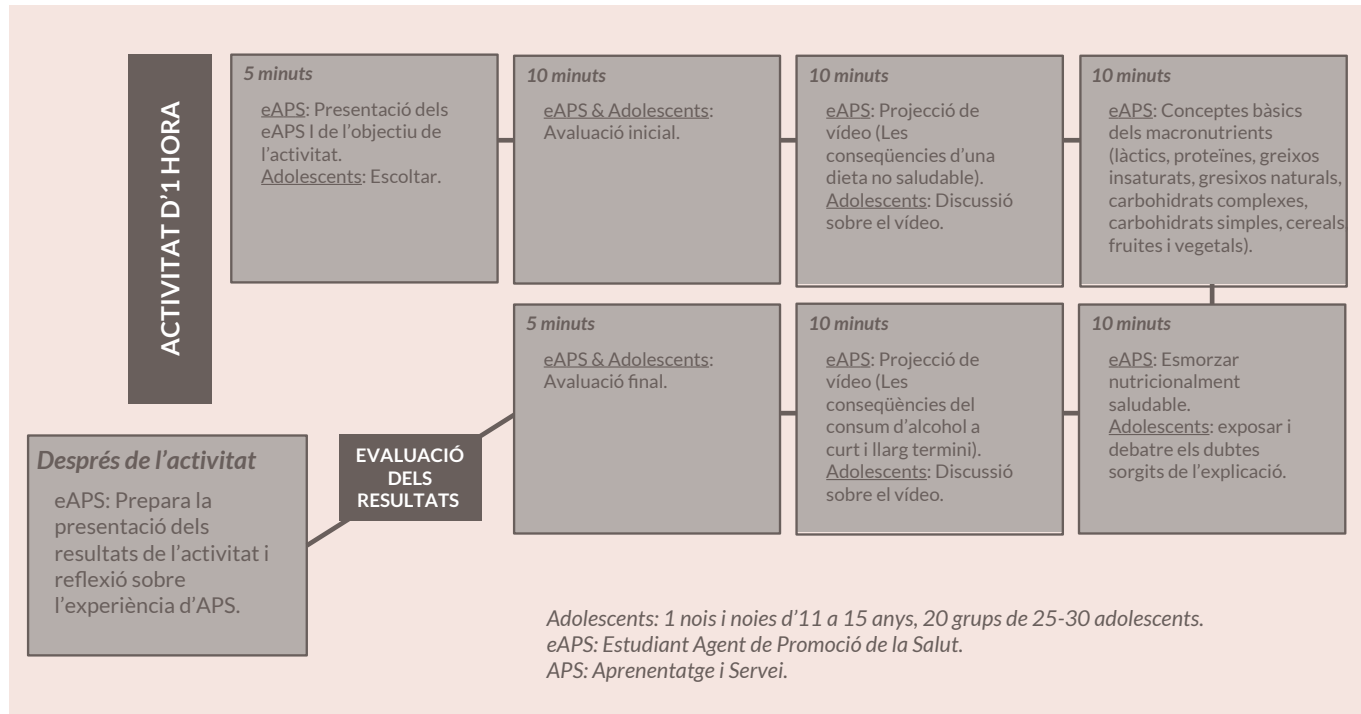 ACTIVITAT D'1 HORA
5 minuts
eAPS: Presentació dels
eAPS I de l'objectiu de
l'activitat.
Adolescents: Escoltar.
10 minuts
eAPS & Adolescents:
Avaluació inicial.
10 minuts
eAPS: Projecció de
vídeo (Les
conseqüencies d'una
dieta no saludable).
Adolescents: Discussió
sobre el vídeo.
10 minuts
eAPS: Conceptes bàsics
dels macronutrients
(làctics, proteïnes, greixos
insaturats, gresixos naturals,
carbohidrats complexes,
carbohidrats simples, cereals
fruites i vegetals).
10 minuts
eAPS: Esmorzar
nutricionalment
saludable.
Adolescents: exposar i
debatre els dubtes
sorgits de l'explicació.
10 minuts
eAPS: Projecció de
vídeo (Les
conseqüències del
consum d'alcohol a
curt i llarg termini).
Adolescents: Discussió
sobre el vídeo.
5 minuts
eAPS & Adolescents:
Avaluació final.
EVALUACIÓ
DELS
RESULTATS
Després de l'activitat
eAPS: Prepara la
presentació dels
resultats de l'activitat i
reflexió sobre
l'experiència d'APS.
Adolescents: 1 nois i noies d'11 a 15 anys, 20 grups de 25-30 adolescents.
eAPS: Estudiant Agent de Promoció de la Salut.
APS: Aprenentatge i Servei.